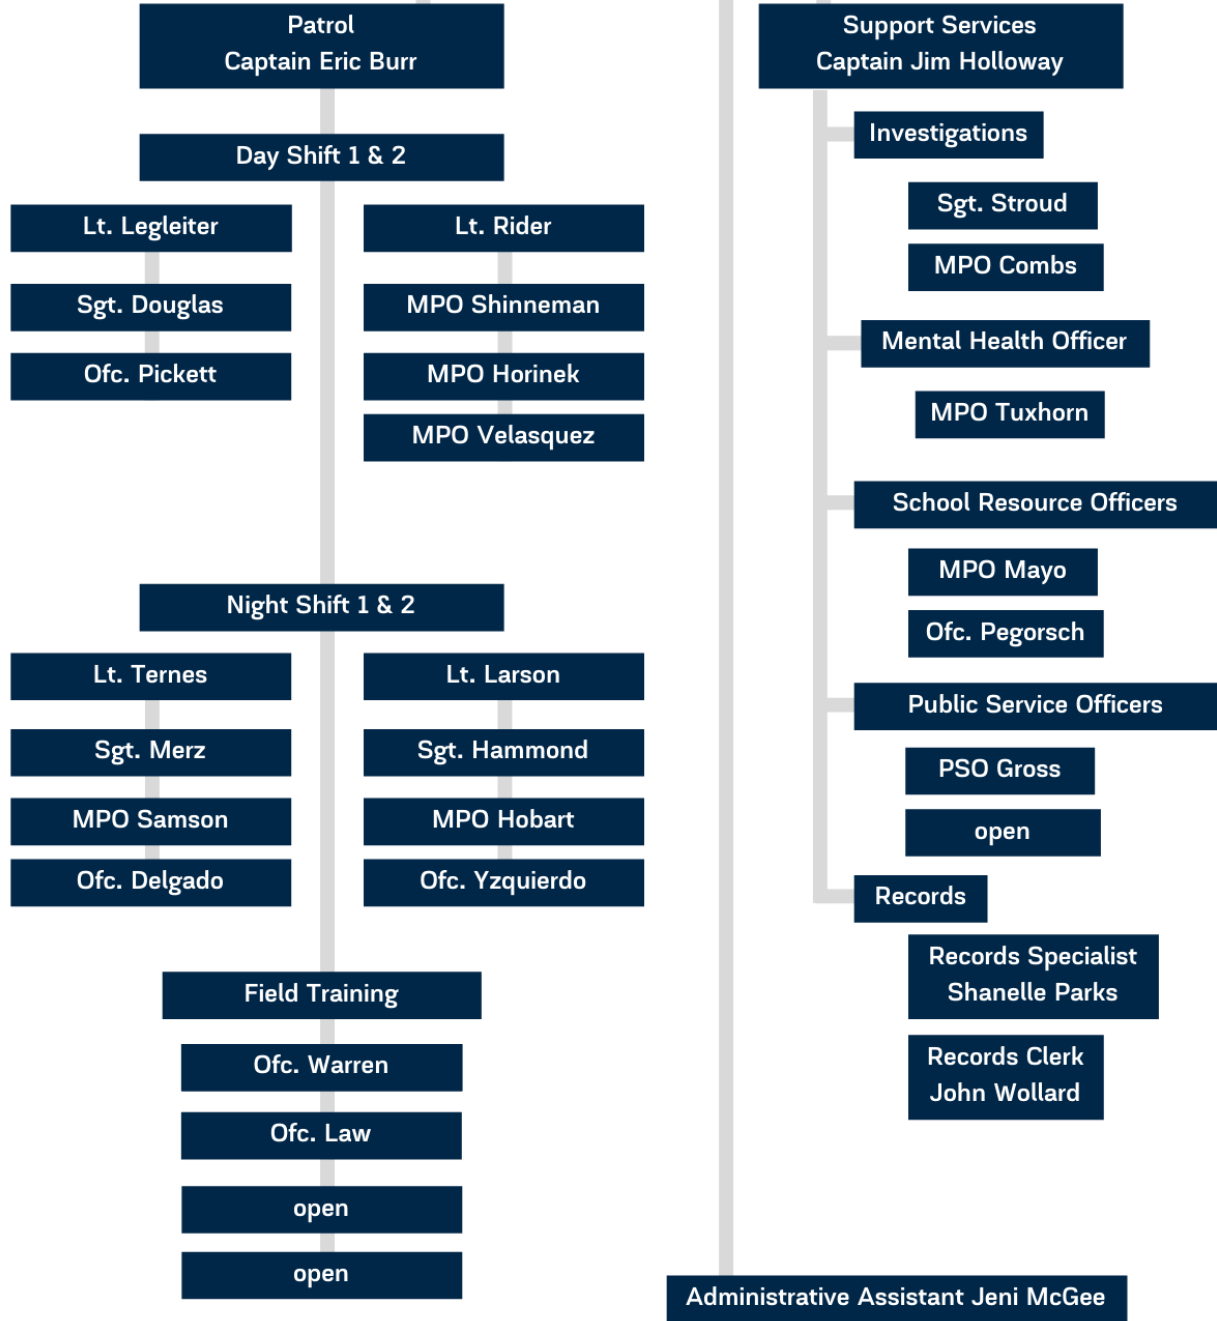 Patrol
Captain Eric Burr
Day Shift 1 & 2
Lt. Legleiter
Sgt. Douglas
Ofc. Pickett
Lt. Rider
MPO Shinneman
MPO Horinek
MPO Velasquez
Night Shift 1 & 2
Lt. Ternes
Sgt. Merz
MPO Samson
Ofc. Delgado
Lt. Larson
Sgt. Hammond
MPO Hobart
Ofc. Yzquierdo
Field Training
Ofc. Warren
Ofc. Law
open
open
Support Services
Captain Jim Holloway
Investigations
Sgt. Stroud
MPO Combs
Mental Health Officer
MPO Tuxhorn
School Resource Officers
MPO Mayo
Ofc. Pegorsch
Public Service Officers
PSO Gross
open
Records
Records Specialist
Shanelle Parks
Records Clerk
John Wollard
Administrative Assistant Jeni McGee